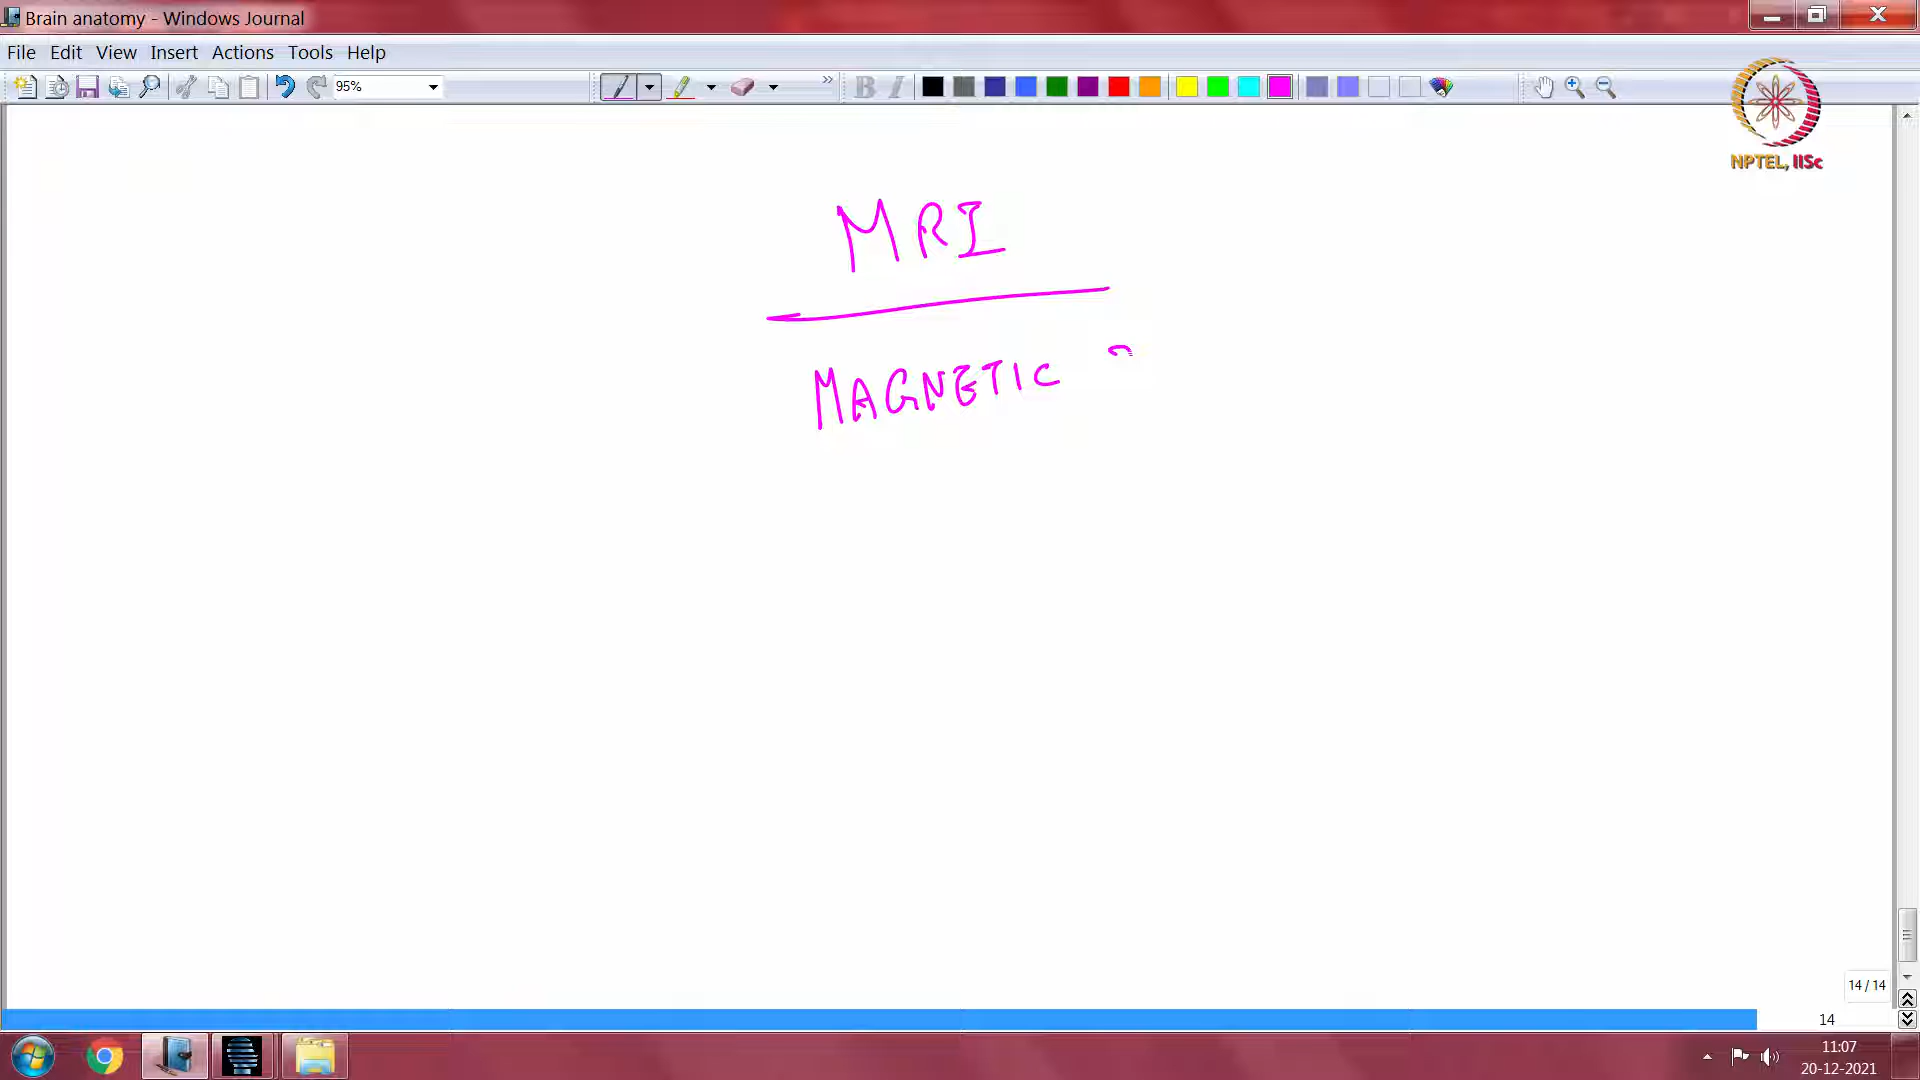 Brain anatomy - Windows Journal
File Edit View Insert Actions Tools Help
95%
NPTEL, IISc
MRI
MAGNETIC
14 / 14
14
11:07
20-12-2021